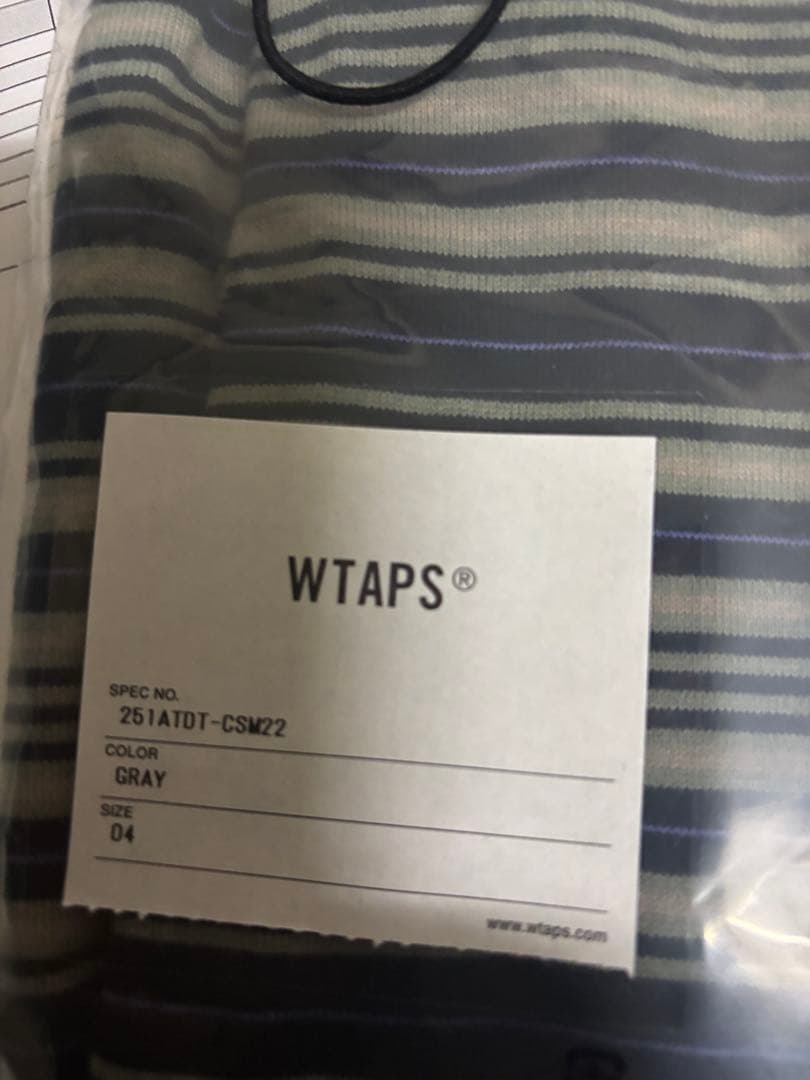 WTAPS®
SPEC NO.
251ATDT-CSM22
COLOR
GRAY
SIZE
04
www.wtaps.com